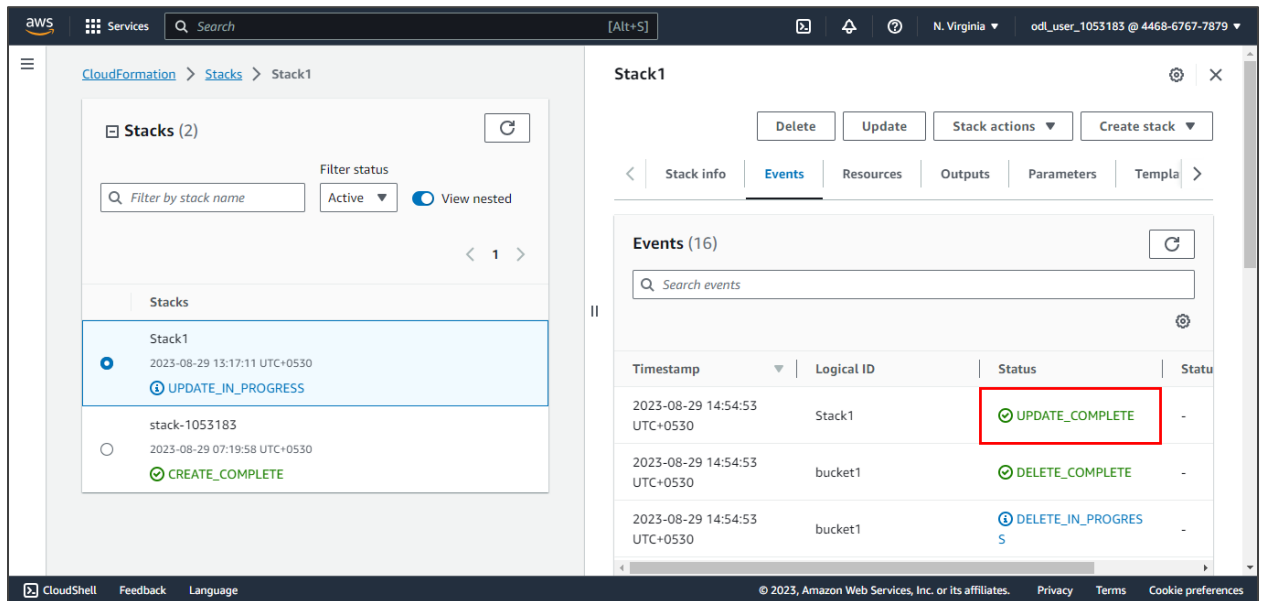 aws
Services
Search
[Alt+S]
N. Virginia
odl_user_1053183 @ 4468-6767-7879
CloudFormation
Stacks
Stack1
Stacks (2)
Filter status
Filter by stack name
Active
View nested
1
Stacks
Stack1
2023-08-29 13:17:11 UTC+0530
UPDATE_IN_PROGRESS
stack-1053183
2023-08-29 07:19:58 UTC+0530
CREATE_COMPLETE
Stack1
Delete
Update
Stack actions
Create stack
Stack info
Events
Resources
Outputs
Parameters
Templa
Events (16)
Search events
Timestamp
Logical ID
Status
Statu
2023-08-29 14:54:53
UTC+0530
Stack1
UPDATE_COMPLETE
-
2023-08-29 14:54:53
UTC+0530
bucket1
DELETE_COMPLETE
-
2023-08-29 14:54:53
UTC+0530
bucket1
DELETE_IN_PROGRES
S
-
CloudShell
Feedback
Language
© 2023, Amazon Web Services, Inc. or its affiliates.
Privacy
Terms
Cookie preferences